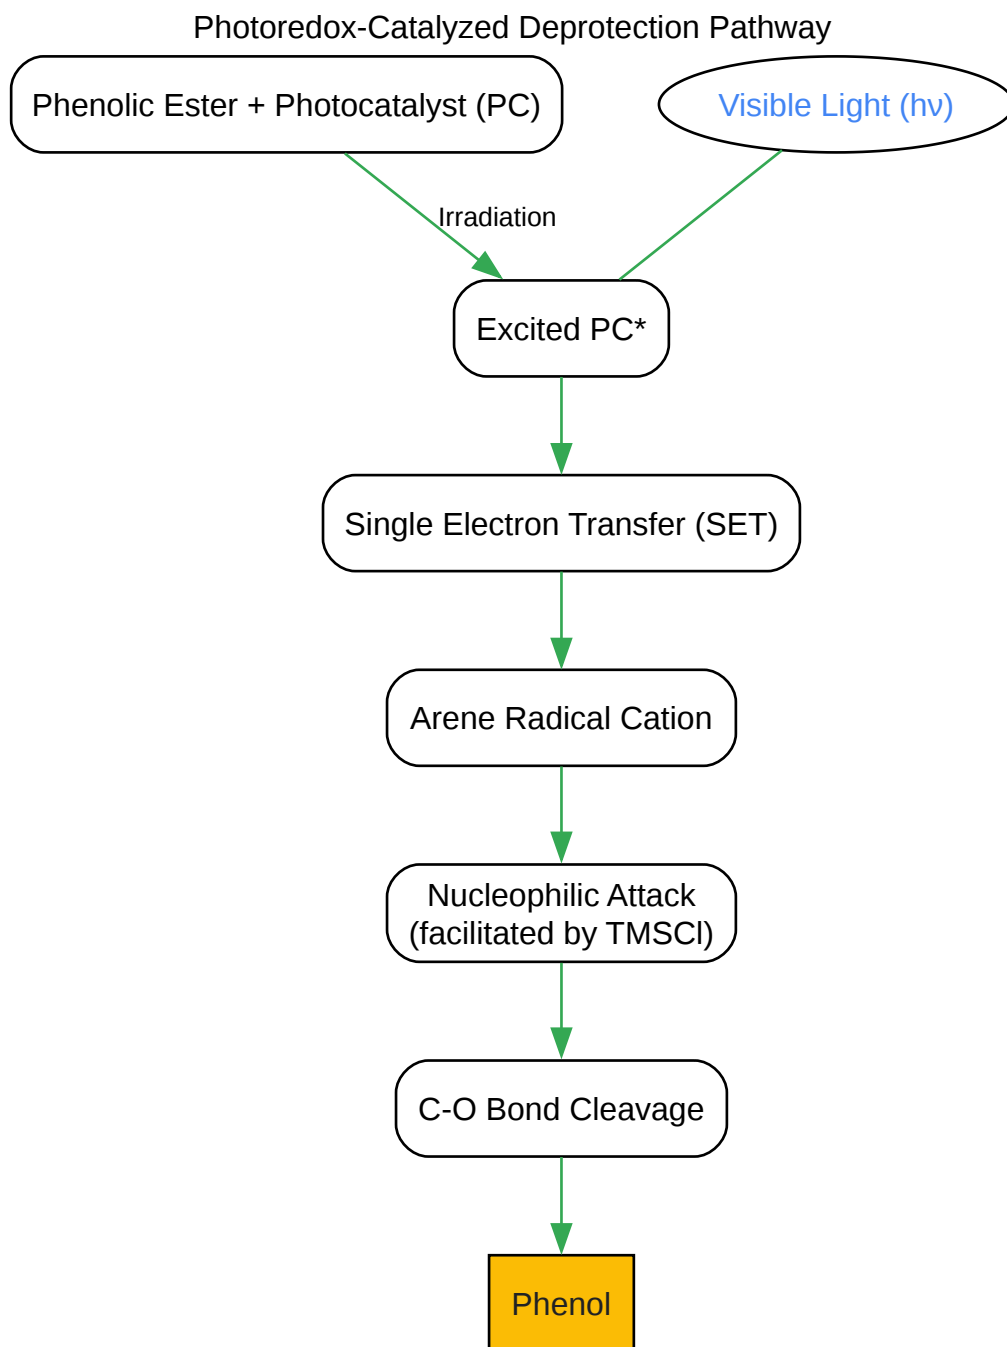 Photoredox-Catalyzed Deprotection Pathway
Phenolic Ester + Photocatalyst (PC)
Visible Light (hν)
Irradiation
Excited PC*
Single Electron Transfer (SET)
Arene Radical Cation
Nucleophilic Attack
(facilitated by TMSCl)
C-O Bond Cleavage
Phenol